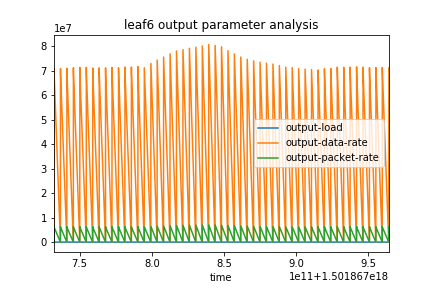 leaf6 output parameter analysis
1e7
8
7
6
5
4
3
2
1
0
output-load
output-data-rate
output-packet-rate
7.5 8.0 8.5 9.0 9.5
time
1e11+1.501867e18